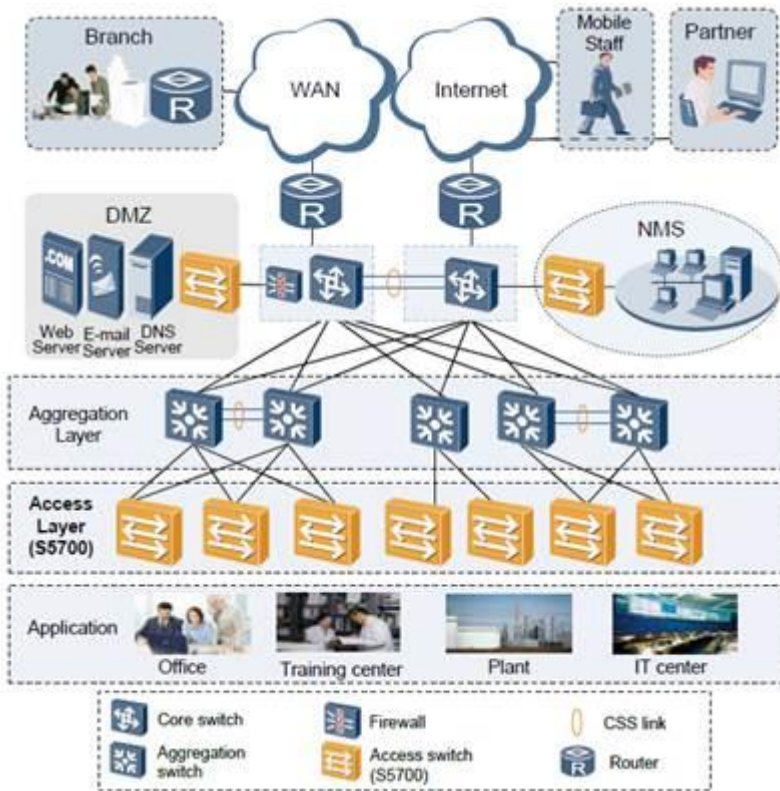 Branch
WAN
Internet
Mobile
Staff
Partner
R
R
R
DMZ
.COM
Web
Server
E-mail
Server
DNS
Server
NMS
Aggregation
Layer
Access
Layer
(S5700)
Application
Office
Training center
Plant
IT center
Core switch
Firewall
CSS link
Aggregation
switch
Access switch
(S5700)
R
Router